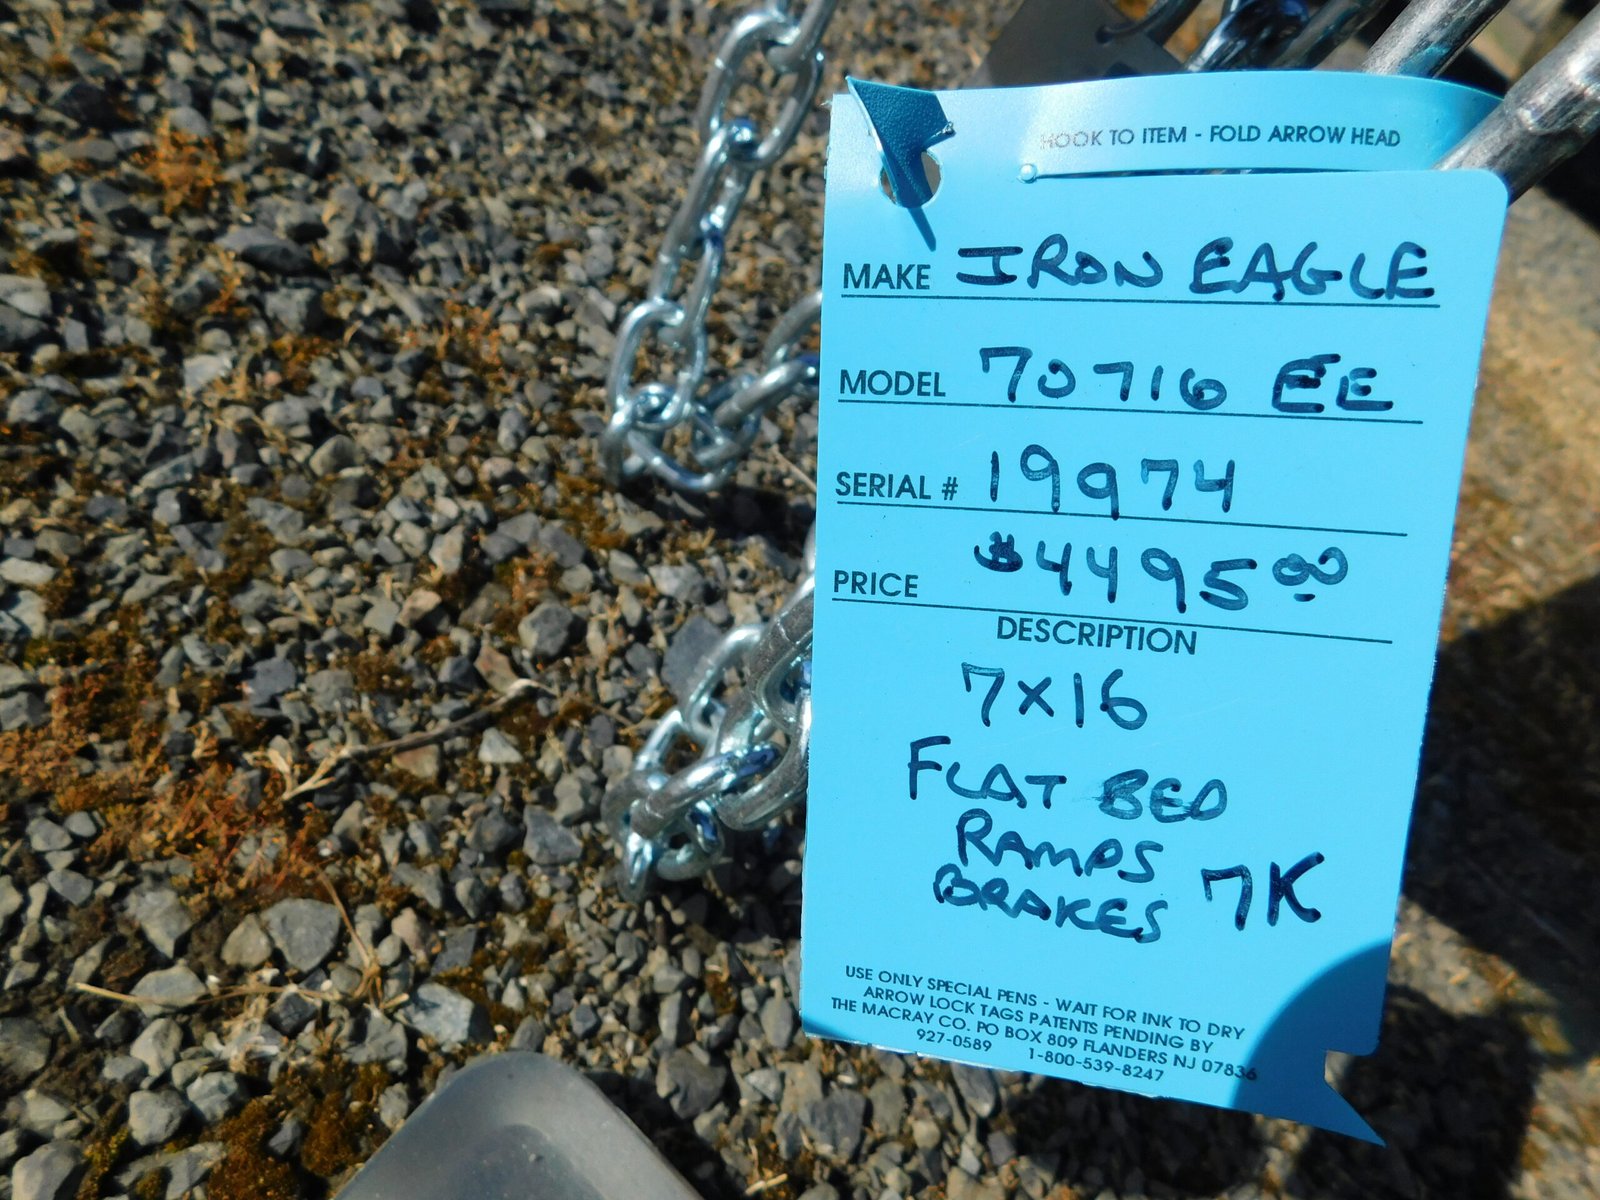 HOOK TO ITEM - FOLD ARROW HEAD
MAKE IRON EAGLE
MODEL 70716 EE
SERIAL # 19974
PRICE $4495.00
DESCRIPTION
7x16
FLAT BED
RAMPS
BRAKES 7K
USE ONLY SPECIAL PENS - WAIT FOR INK TO DRY
ARROW LOCK TAGS PATENTS PENDING BY
THE MACRAY CO. PO BOX 809 FLANDERS NJ 07836
927-0589 1-800-539-8247